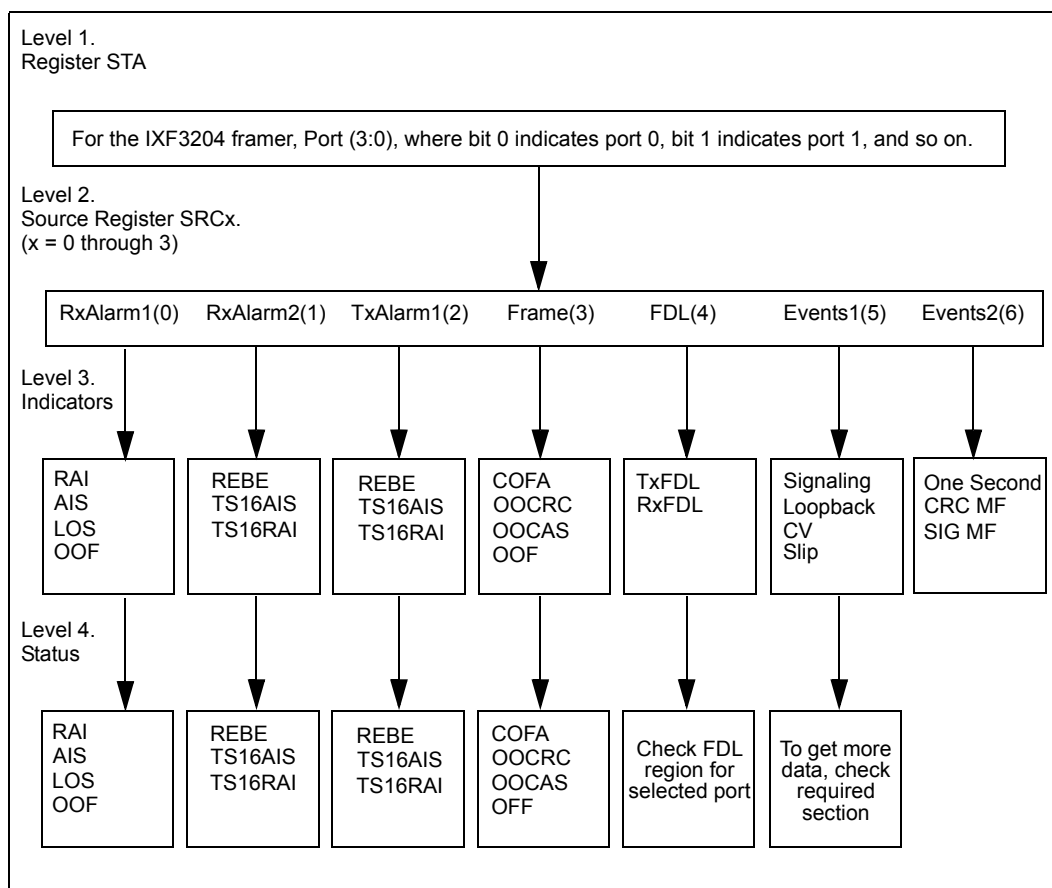 Level 1.
Register STA
For the IXF3204 framer, Port (3:0), where bit 0 indicates port 0, bit 1 indicates port 1, and so on.
Level 2.
Source Register SRCx.
(x = 0 through 3)
RxAlarm1(0) RxAlarm2(1) TxAlarm1(2) Frame(3) FDL(4) Events1(5) Events2(6)
Level 3.
Indicators
RAI
AIS
LOS
OOF
REBE
TS16AIS
TS16RAI
REBE
TS16AIS
TS16RAI
COFA
OOCRC
OOCAS
OOF
TxFDL
RxFDL
Signaling
Loopback
CV
Slip
One Second
CRC MF
SIG MF
Level 4.
Status
RAI
AIS
LOS
OOF
REBE
TS16AIS
TS16RAI
REBE
TS16AIS
TS16RAI
COFA
OOCRC
OOCAS
OFF
Check FDL
region for
selected port
To get more
data, check
required
section